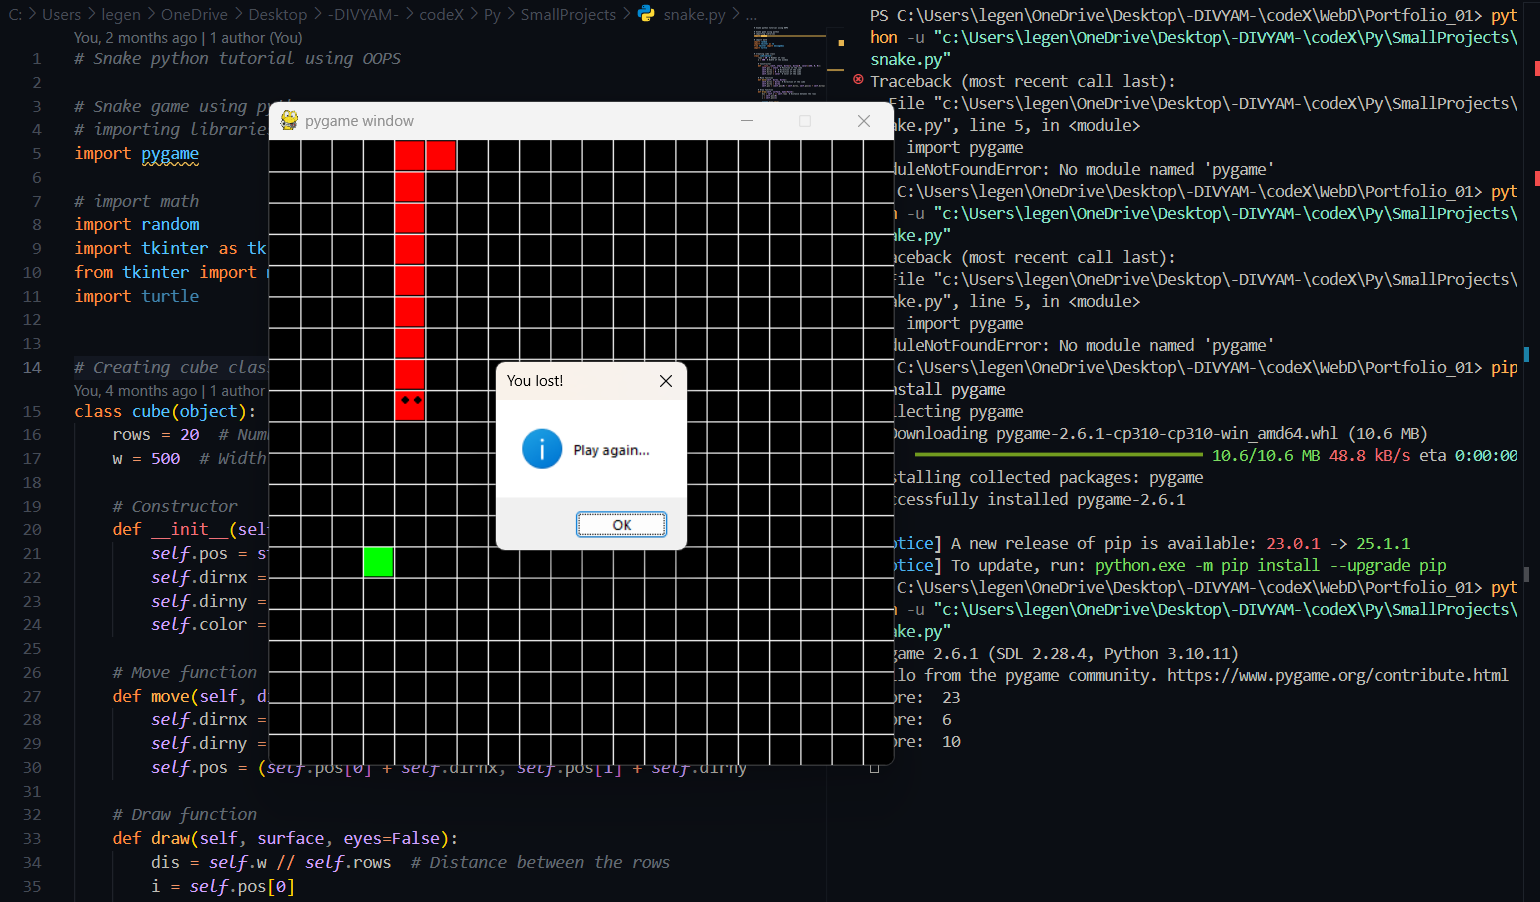 C: > Users > legen > OneDrive > Desktop > -DIVYAM- > codeX > Py > SmallProjects > snake.py > ...
You, 2 months ago | 1 author (You)
1 # Snake python tutorial using OOPS
2
3 # Snake game using py
4 # importing libraries
5 import pygame
6
7 # import math
8 import random
9 import tkinter as tk
10 from tkinter import
11 import turtle
12
13
14 # Creating cube clas
You, 4 months ago | 1 author
15 class cube(object):
16 rows = 20 # Num
17 w = 500 # Width
18
19 # Constructor
20 def __init__(sel
21 self.pos = s
22 self.dirnx =
23 self.dirny =
24 self.color =
25
26 # Move function
27 def move(self, d
28 self.dirnx =
29 self.dirny =
30 self.pos = (self.pos[0] + self.dirnx, self.pos[1] + self.dirny
31
32 # Draw function
33 def draw(self, surface, eyes=False):
34 dis = self.w // self.rows # Distance between the rows
35 i = self.pos[0]
pygame window
You lost!
Play again...
OK
PS C:\Users\legen\OneDrive\Desktop\-DIVYAM-\codeX\WebD\Portfolio_01> pyt
hon -u "c:\Users\legen\OneDrive\Desktop\-DIVYAM-\codeX\Py\SmallProjects\
snake.py"
Traceback (most recent call last):
File "c:\Users\legen\OneDrive\Desktop\-DIVYAM-\codeX\Py\SmallProjects\
ake.py", line 5, in <module>
import pygame
duleNotFoundError: No module named 'pygame'
C:\Users\legen\OneDrive\Desktop\-DIVYAM-\codeX\WebD\Portfolio_01> pyt
n -u "c:\Users\legen\OneDrive\Desktop\-DIVYAM-\codeX\Py\SmallProjects\
ake.py"
aceback (most recent call last):
File "c:\Users\legen\OneDrive\Desktop\-DIVYAM-\codeX\Py\SmallProjects\
ake.py", line 5, in <module>
import pygame
duleNotFoundError: No module named 'pygame'
C:\Users\legen\OneDrive\Desktop\-DIVYAM-\codeX\WebD\Portfolio_01> pip
nstall pygame
llecting pygame
Downloading pygame-2.6.1-cp310-cp310-win_amd64.whl (10.6 MB)
10.6/10.6 MB 48.8 kB/s eta 0:00:00
stalling collected packages: pygame
ccessfully installed pygame-2.6.1
otice] A new release of pip is available: 23.0.1 -> 25.1.1
otice] To update, run: python.exe -m pip install --upgrade pip
C:\Users\legen\OneDrive\Desktop\-DIVYAM-\codeX\WebD\Portfolio_01> pyt
n -u "c:\Users\legen\OneDrive\Desktop\-DIVYAM-\codeX\Py\SmallProjects\
ake.py"
game 2.6.1 (SDL 2.28.4, Python 3.10.11)
llo from the pygame community. https://www.pygame.org/contribute.html
ore: 23
ore: 6
ore: 10